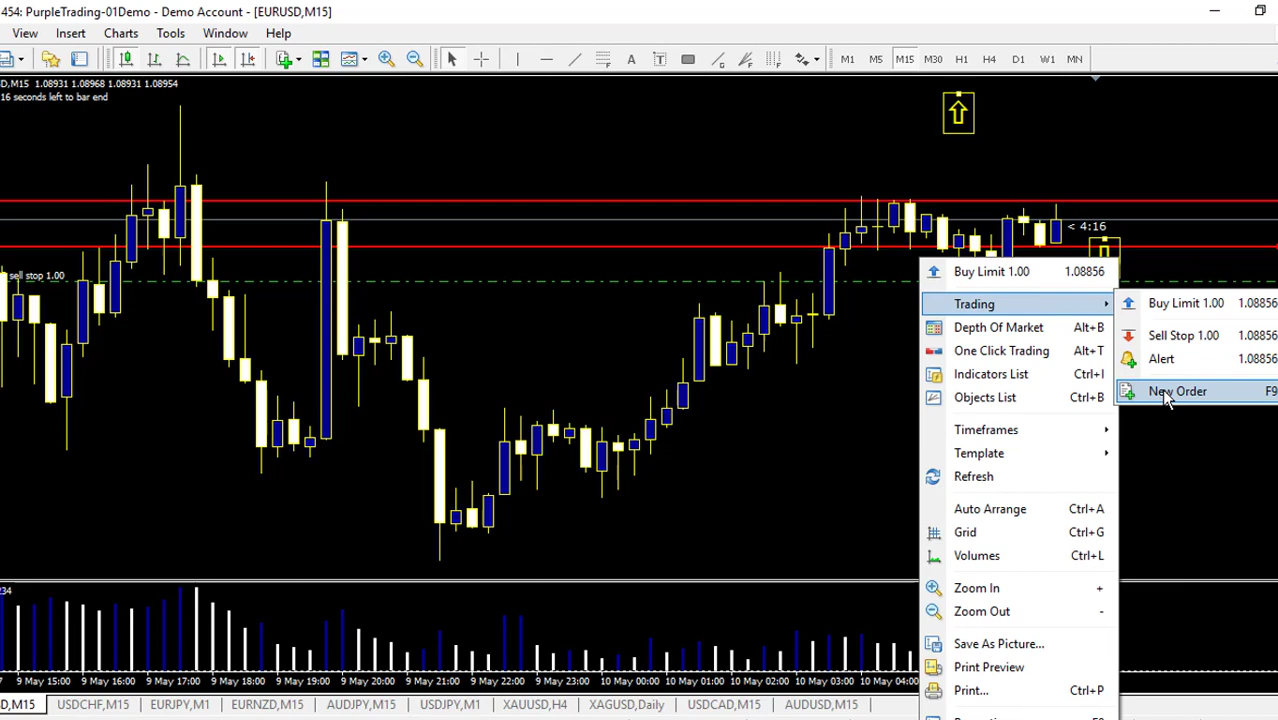 454: PurpleTrading-01Demo - Demo Account - [EURUSD,M15]
View Insert Charts Tools Window Help
A T M1 M5 M15 M30 H1 H4 D1 W1 MN
D,M15 1.08931 1.08968 1.08931 1.08954
16 seconds left to bar end
< 4:16
sell stop 1.00
Buy Limit 1.00 1.08856
Trading
Depth Of Market Alt+B
One Click Trading Alt+T
Indicators List Ctrl+I
Objects List Ctrl+B
Timeframes
Template
Refresh
Auto Arrange Ctrl+A
Grid Ctrl+G
Volumes Ctrl+L
Zoom In +
Zoom Out -
Save As Picture...
Print Preview
Print... Ctrl+P
Buy Limit 1.00 1.08856
Sell Stop 1.00 1.08856
Alert 1.08856
New Order F9
234
9 May 15:00 9 May 16:00 9 May 17:00 9 May 18:00 9 May 19:00 9 May 20:00 9 May 21:00 9 May 22:00 9 May 23:00 10 May 00:00 10 May 01:00 10 May 02:00 10 May 03:00 10 May 04:00
D,M15 USDCHF,M15 EURJPY,M1 EURNZD,M15 AUDJPY,M15 USDJPY,M1 XAUUSD,H4 XAGUSD,Daily USDCAD,M15 AUDUSD,M15